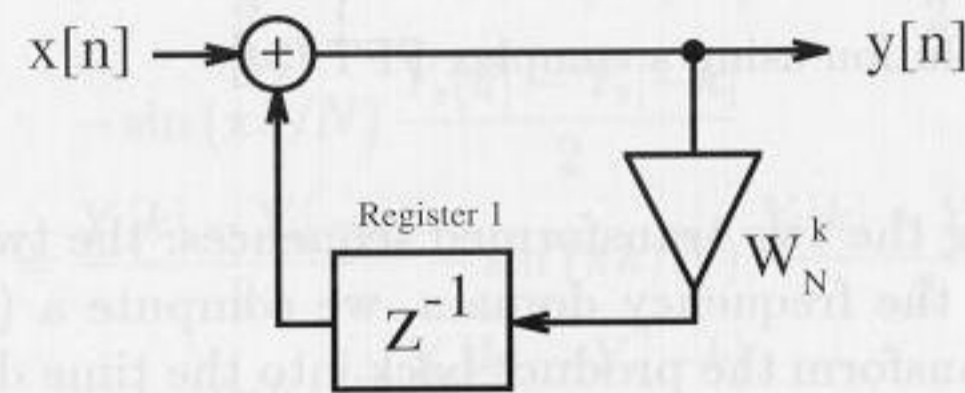 x[n]
+
y[n]
Register 1
z^-1
W_N^k